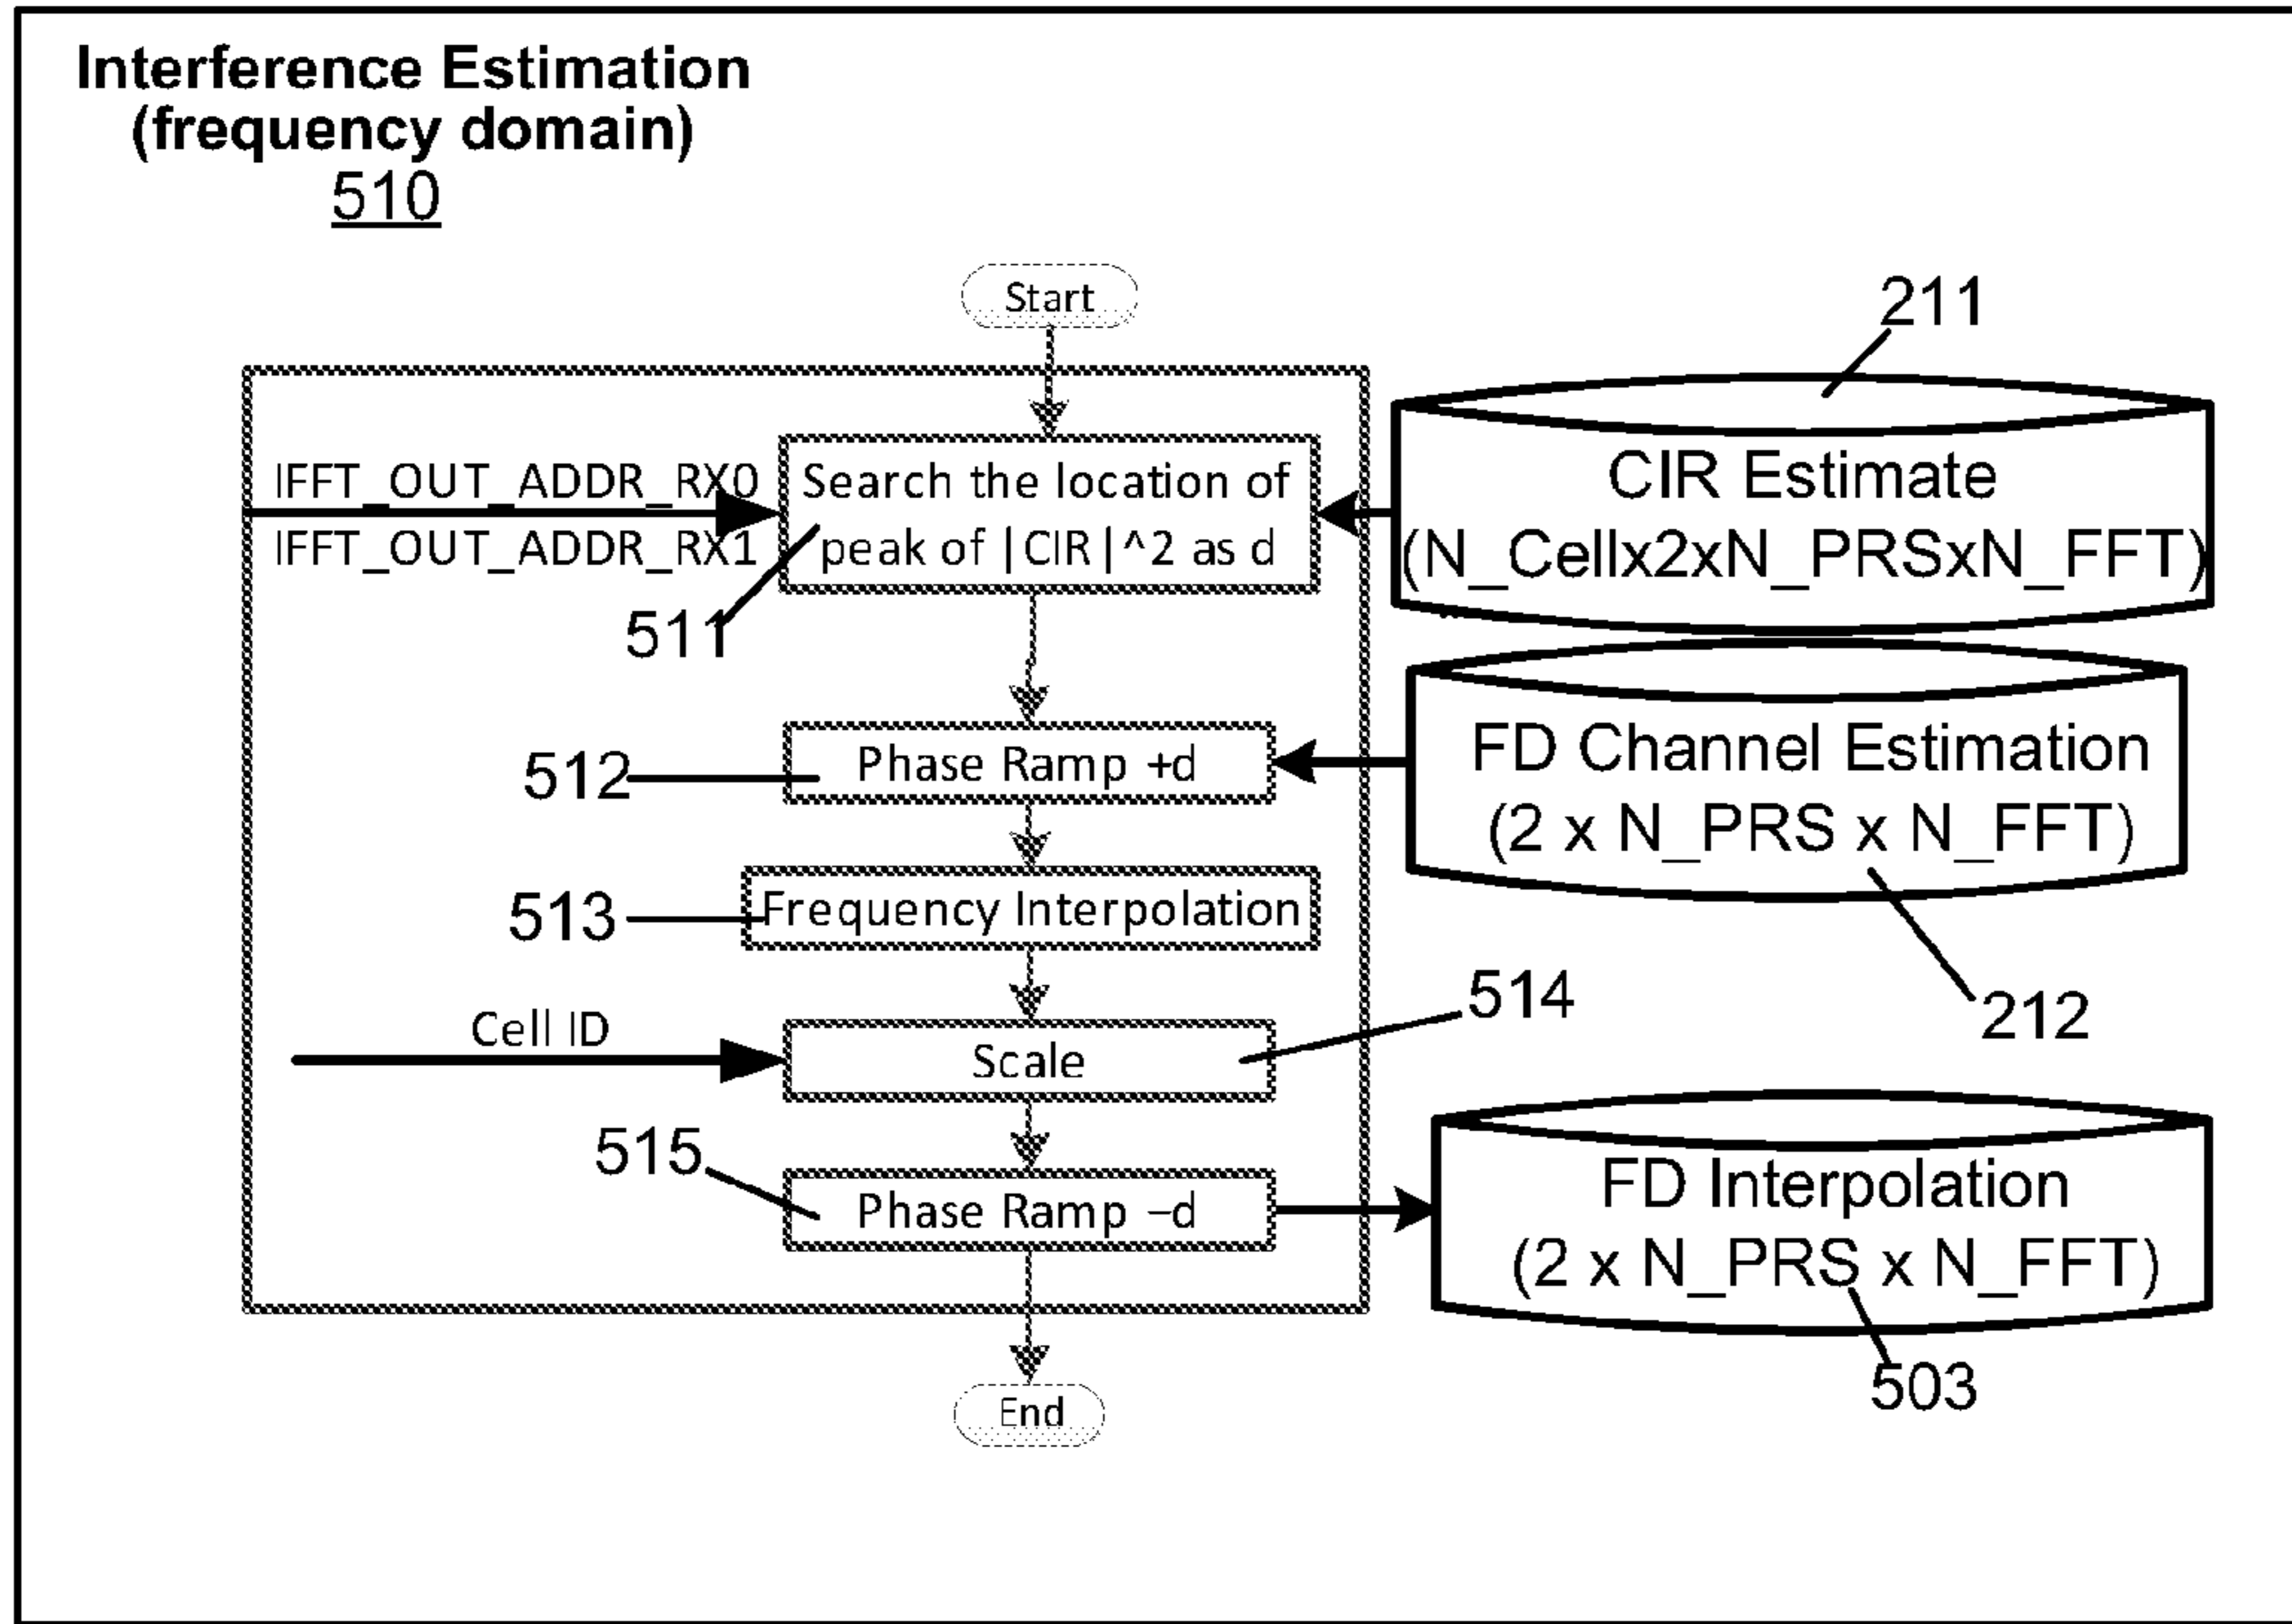 Interference Estimation
(frequency domain)
510
Start
211
IFFT_OUT_ADDR_RX0
IFFT_OUT_ADDR_RX1
Search the location of
peak of |CIR|^2 as d
511
CIR Estimate
(N_Cellx2xN_PRSxN_FFT)
512
Phase Ramp +d
FD Channel Estimation
(2 x N_PRS x N_FFT)
212
513
Frequency Interpolation
Cell ID
Scale
514
515
Phase Ramp –d
FD Interpolation
(2 x N_PRS x N_FFT)
503
End